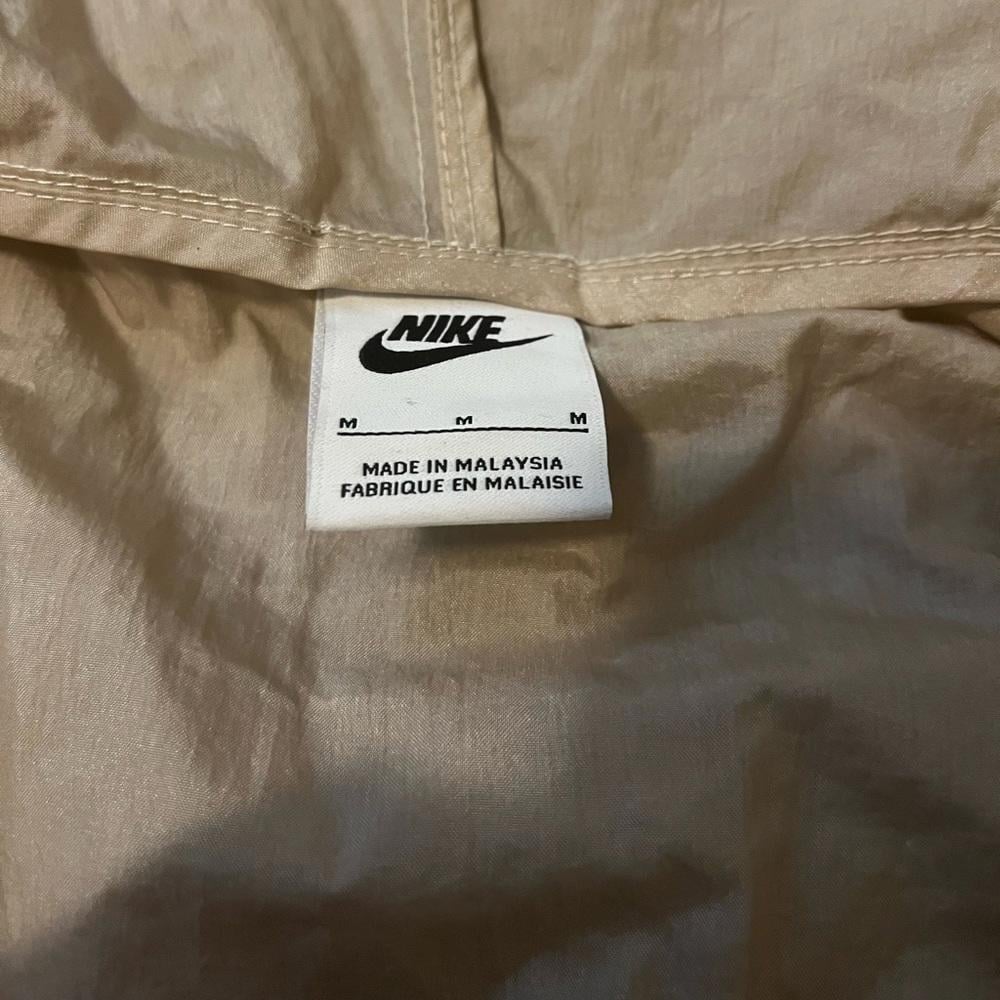 NIKE
M M M
MADE IN MALAYSIA
FABRIQUE EN MALAISIE